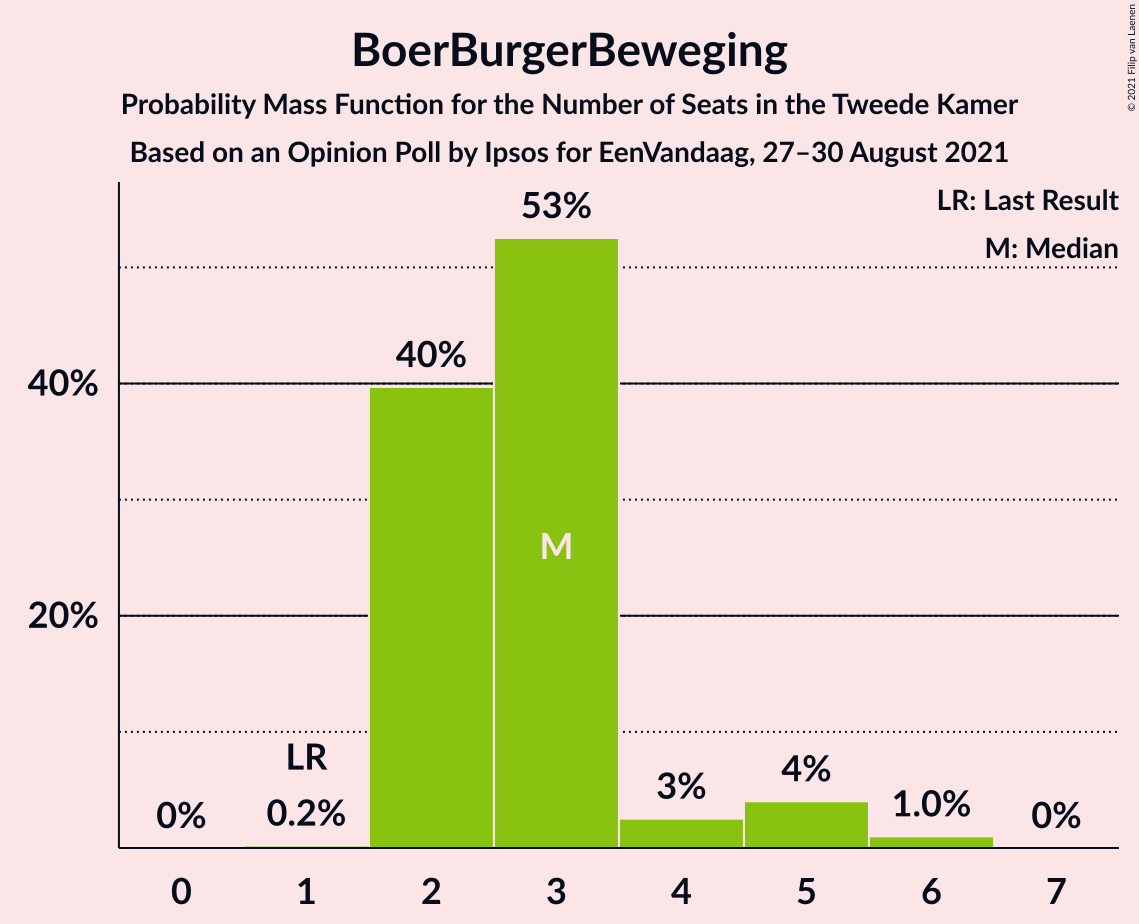 BoerBurgerBeweging
Probability Mass Function for the Number of Seats in the Tweede Kamer
Based on an Opinion Poll by Ipsos for EenVandaag, 27–30 August 2021
© 2021 Filip van Laenen
LR: Last Result
M: Median
53%
40%
40%
M
20%
LR
0%
0.2%
3%
4%
1.0%
0%
0 1 2 3 4 5 6 7